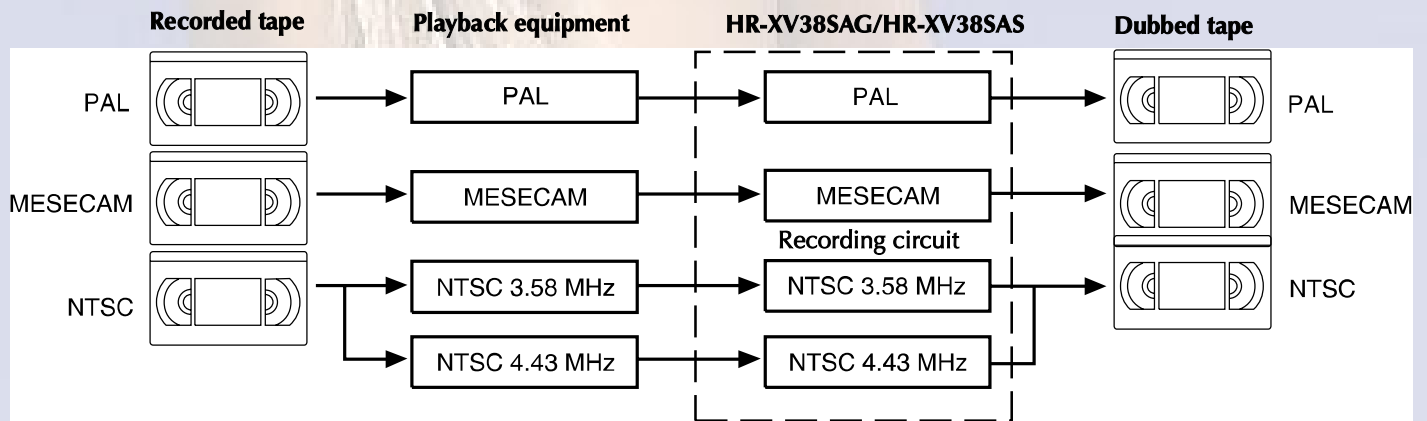 Recorded tape Playback equipment HR-XV38SAG/HR-XV38SAS Dubbed tape
PAL PAL PAL PAL
MESECAM MESECAM MESECAM MESECAM
Recording circuit
NTSC NTSC 3.58 MHz NTSC 3.58 MHz NTSC
NTSC 4.43 MHz NTSC 4.43 MHz